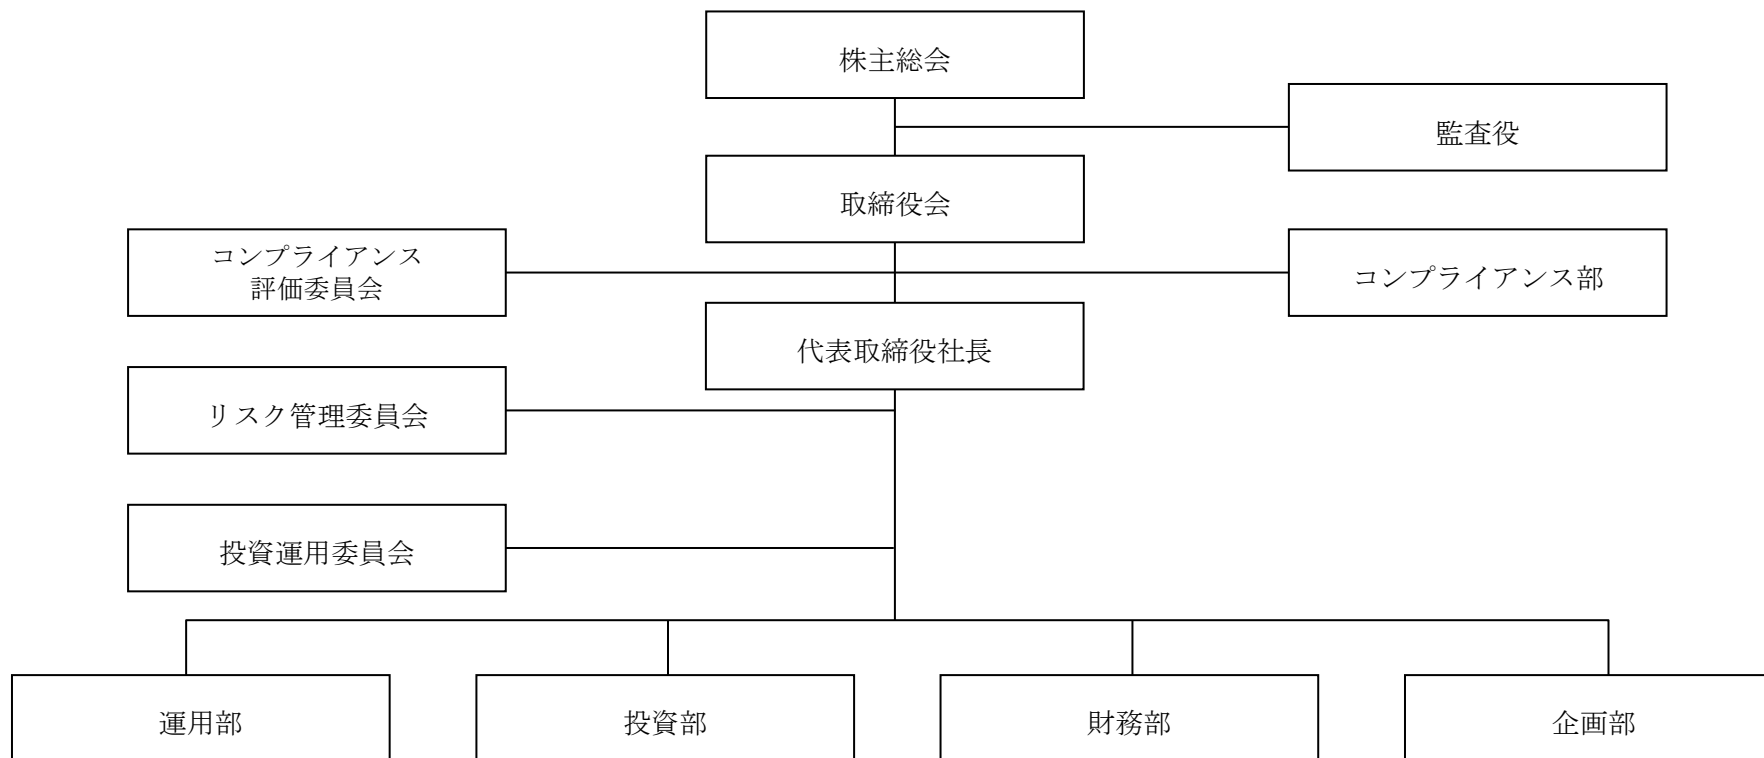 株主総会
監査役
取締役会
コンプライアンス
評価委員会
コンプライアンス部
代表取締役社長
リスク管理委員会
投資運用委員会
運用部
投資部
財務部
企画部